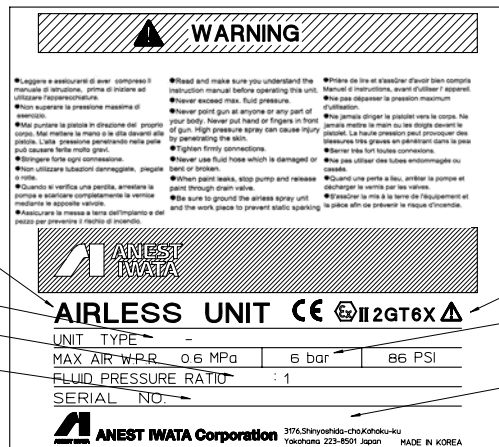 WARNING
●Leggere e assicurarsi di aver compreso il
manuale di istruzione, prima di iniziare ad
utilizzare l'apparecchiatura.
●Non superare la pressione massima di
esercizio.
●Mai puntare la pistola in direzione del proprio
corpo. Mai mettere la mano o le dita davanti alla
pistola. L'alta pressione penetrando nella pelle
può causare ferite molto gravi.
●Stringere forte ogni connessione.
●Non utilizzare tubazioni danneggiate, piegate
o rotte.
●Quando si verifica una perdita, arrestare la
pompa e scaricare completamente la vernice
mediante le apposite valvole.
●Assicurare la messa a terra dell'impianto e del
pezzo per prevenire il rischio di incendio.
●Read and make sure you understand the
instruction manual before operating this unit.
●Never exceed max. fluid pressure.
●Never point gun at anyone or any part of
your body. Never put hand or fingers in front
of gun. High pressure spray can cause injury
by penetrating the skin.
●Tighten firmly connections.
●Never use fluid hose which is damaged or
bent or broken.
●When paint leaks, stop pump and release
paint through drain valve.
●Be sure to ground the airless spray unit
and the work place to prevent static sparking
●Prière de lire et s'assûrer d'avoir bien compris
Manuel d'instructions, avant d'utiliser l' appareil.
●Ne pas dépasser la pression maximum
d'utilisation.
●Ne jamais diriger le pistolet vers le corps. Ne
jamais mettre la main ou les doigts devant le
pistolet. La haute pression peut provoquer des
blessures très graves en pénétrant dans la peau
●Serrer très fort toutes connexions.
●Ne pas utiliser des tubes endommagés ou
cassés.
●Quand une perte a lieu, arrêter la pompe et
décharger le vernis par les valves.
●S'assûrer la mis à la terre de l'équipement et
la pièce afin de prévenir le risque d'incendie.
ANEST
IWATA
AIRLESS UNIT CE Ex II 2GT6X
UNIT TYPE -
MAX AIR W.P.R. 0.6 MPa 6 bar 86 PSI
FLUID PRESSURE RATIO : 1
SERIAL NO.
ANEST IWATA Corporation 3176,Shinyoshida-cho,Kohoku-ku
Yokohama 223-8501 Japan MADE IN KOREA